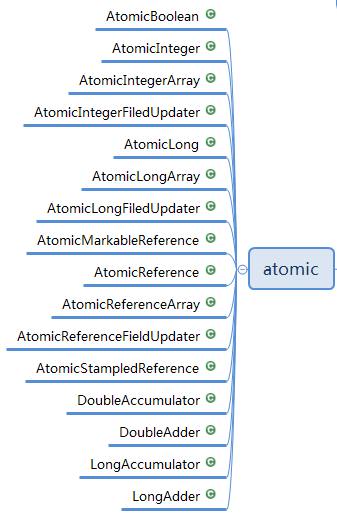 AtomicBoolean
AtomicInteger
AtomicIntegerArray
AtomicIntegerFiledUpdater
AtomicLong
AtomicLongArray
AtomicLongFiledUpdater
AtomicMarkableReference
AtomicReference
AtomicReferenceArray
AtomicReferenceFieldUpdater
AtomicStampledReference
DoubleAccumulator
DoubleAdder
LongAccumulator
LongAdder
atomic